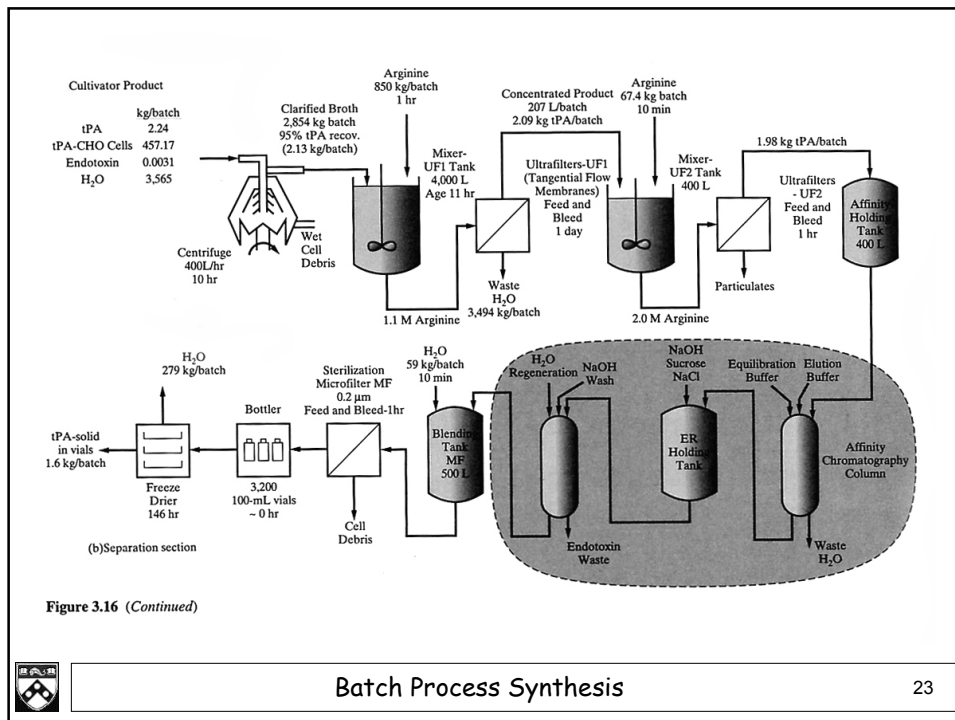 Cultivator Product
kg/batch
tPA 2.24
tPA-CHO Cells 457.17
Endotoxin 0.0031
H₂O 3,565
Centrifuge
400L/hr
10 hr
Wet
Cell
Debris
Clarified Broth
2,854 kg batch
95% tPA recov.
(2.13 kg/batch)
Arginine
850 kg/batch
1 hr
Mixer-
UF1 Tank
4,000 L
Age 11 hr
1.1 M Arginine
Waste
H₂O
3,494 kg/batch
Concentrated Product
207 L/batch
2.09 kg tPA/batch
Ultrafilters-UF1
(Tangential Flow
Membranes)
Feed and
Bleed
1 day
Arginine
67.4 kg batch
10 min
Mixer-
UF2 Tank
400 L
2.0 M Arginine
Particulates
1.98 kg tPA/batch
Ultrafilters
- UF2
Feed and
Bleed
1 hr
Affinity
Holding
Tank
400 L
H₂O
279 kg/batch
tPA-solid
in vials
1.6 kg/batch
Freeze
Drier
146 hr
Bottler
3,200
100-mL vials
~ 0 hr
Sterilization
Microfilter MF
0.2 μm
Feed and Bleed-1hr
Cell
Debris
H₂O
59 kg/batch
10 min
Blending
Tank
MF
500 L
H₂O
Regeneration
NaOH
Wash
Endotoxin
Waste
NaOH
Sucrose
NaCl
ER
Holding
Tank
Equilibration
Buffer
Elution
Buffer
Affinity
Chromatography
Column
Waste
H₂O
(b)Separation section
Figure 3.16 (Continued)
Batch Process Synthesis
23